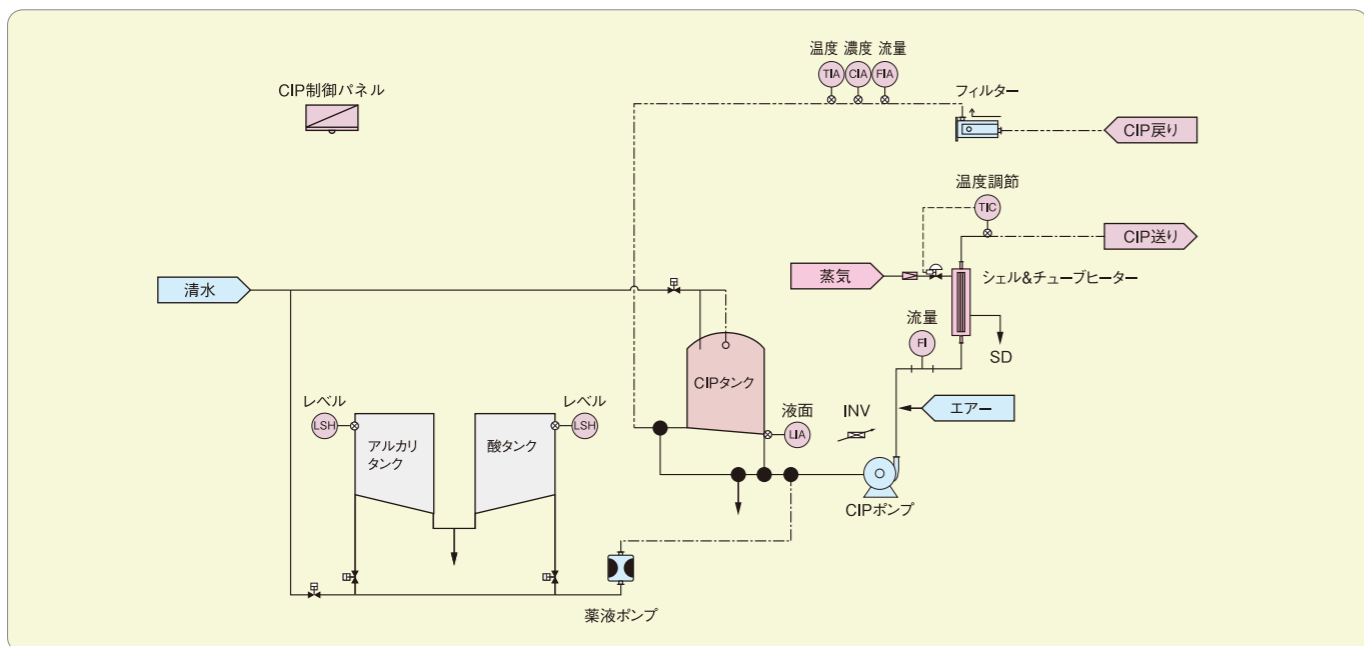 温度 濃度 流量
TIA CIA FIA
CIP制御パネル
フィルター
CIP戻り
温度調節
TIC
CIP送り
蒸気
シェル&チューブヒーター
清水
流量
FI
SD
CIPタンク
エアー
INV
液面
LIA
レベル
LSH
アルカリ
タンク
酸タンク
レベル
LSH
CIPポンプ
薬液ポンプ